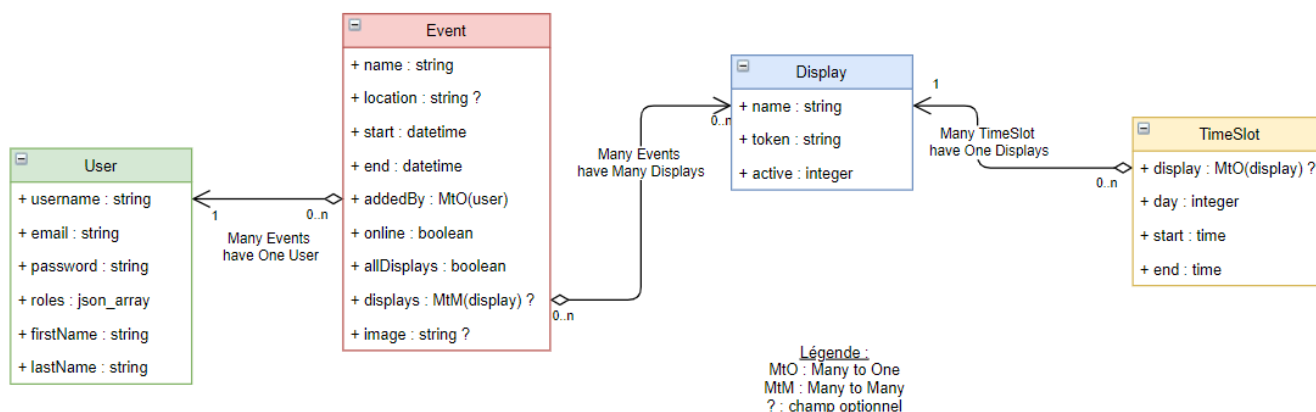 Event
+ name : string
+ location : string ?
+ start : datetime
+ end : datetime
+ addedBy : MtO(user)
+ online : boolean
+ allDisplays : boolean
+ displays : MtM(display) ?
+ image : string ?
User
+ username : string
+ email : string
+ password : string
+ roles : json_array
+ firstName : string
+ lastName : string
1
0..n
Many Events
have One User
Display
+ name : string
+ token : string
+ active : integer
0..n
Many Events
have Many Displays
0..n
1
Many TimeSlot
have One Displays
0..n
TimeSlot
+ display : MtO(display) ?
+ day : integer
+ start : time
+ end : time
Légende :
MtO : Many to One
MtM : Many to Many
? : champ optionnel